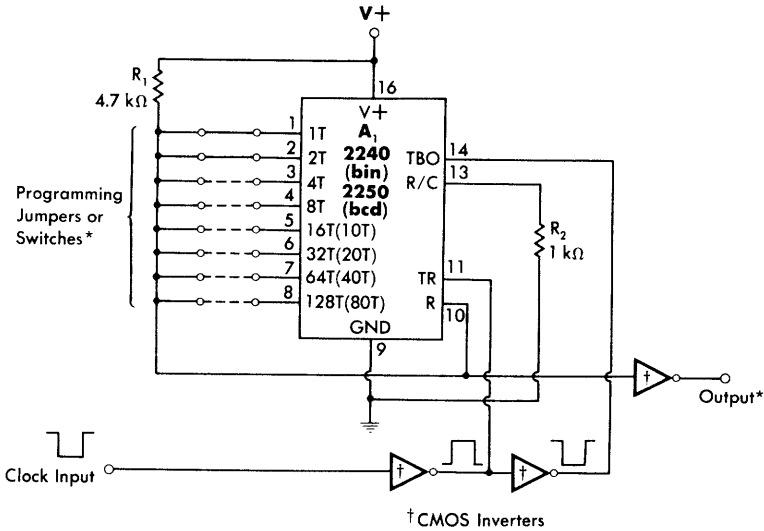 V+
R1
4.7 kΩ
16
V+
A1
2240
(bin)
2250
(bcd)
1 1T
2 2T
3 4T
4 8T
5 16T(10T)
6 32T(20T)
7 64T(40T)
8 128T(80T)
TBO 14
R/C 13
TR 11
R 10
GND
9
R2
1 kΩ
Programming
Jumpers or
Switches*
Output*
Clock Input
†
†
†
†CMOS Inverters